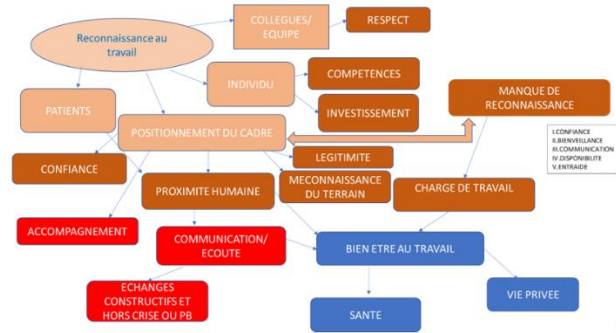 COLLEGUES/
EQUIPE
RESPECT
Reconnaissance au
travail
INDIVIDU
COMPETENCES
MANQUE DE
RECONNAISSANCE
PATIENTS
INVESTISSEMENT
POSITIONNEMENT DU CADRE
I.CONFIANCE
II.BIENVEILLANCE
III.COMMUNICATION
IV.DISPONIBILITE
V.ENTRAIDE
CONFIANCE
LEGITIMITE
PROXIMITE HUMAINE
MECONNAISSANCE
DU TERRAIN
CHARGE DE TRAVAIL
ACCOMPAGNEMENT
COMMUNICATION/
ECOUTE
BIEN ETRE AU TRAVAIL
ECHANGES
CONSTRUCTIFS ET
HORS CRISE OU PB
SANTE
VIE PRIVEE